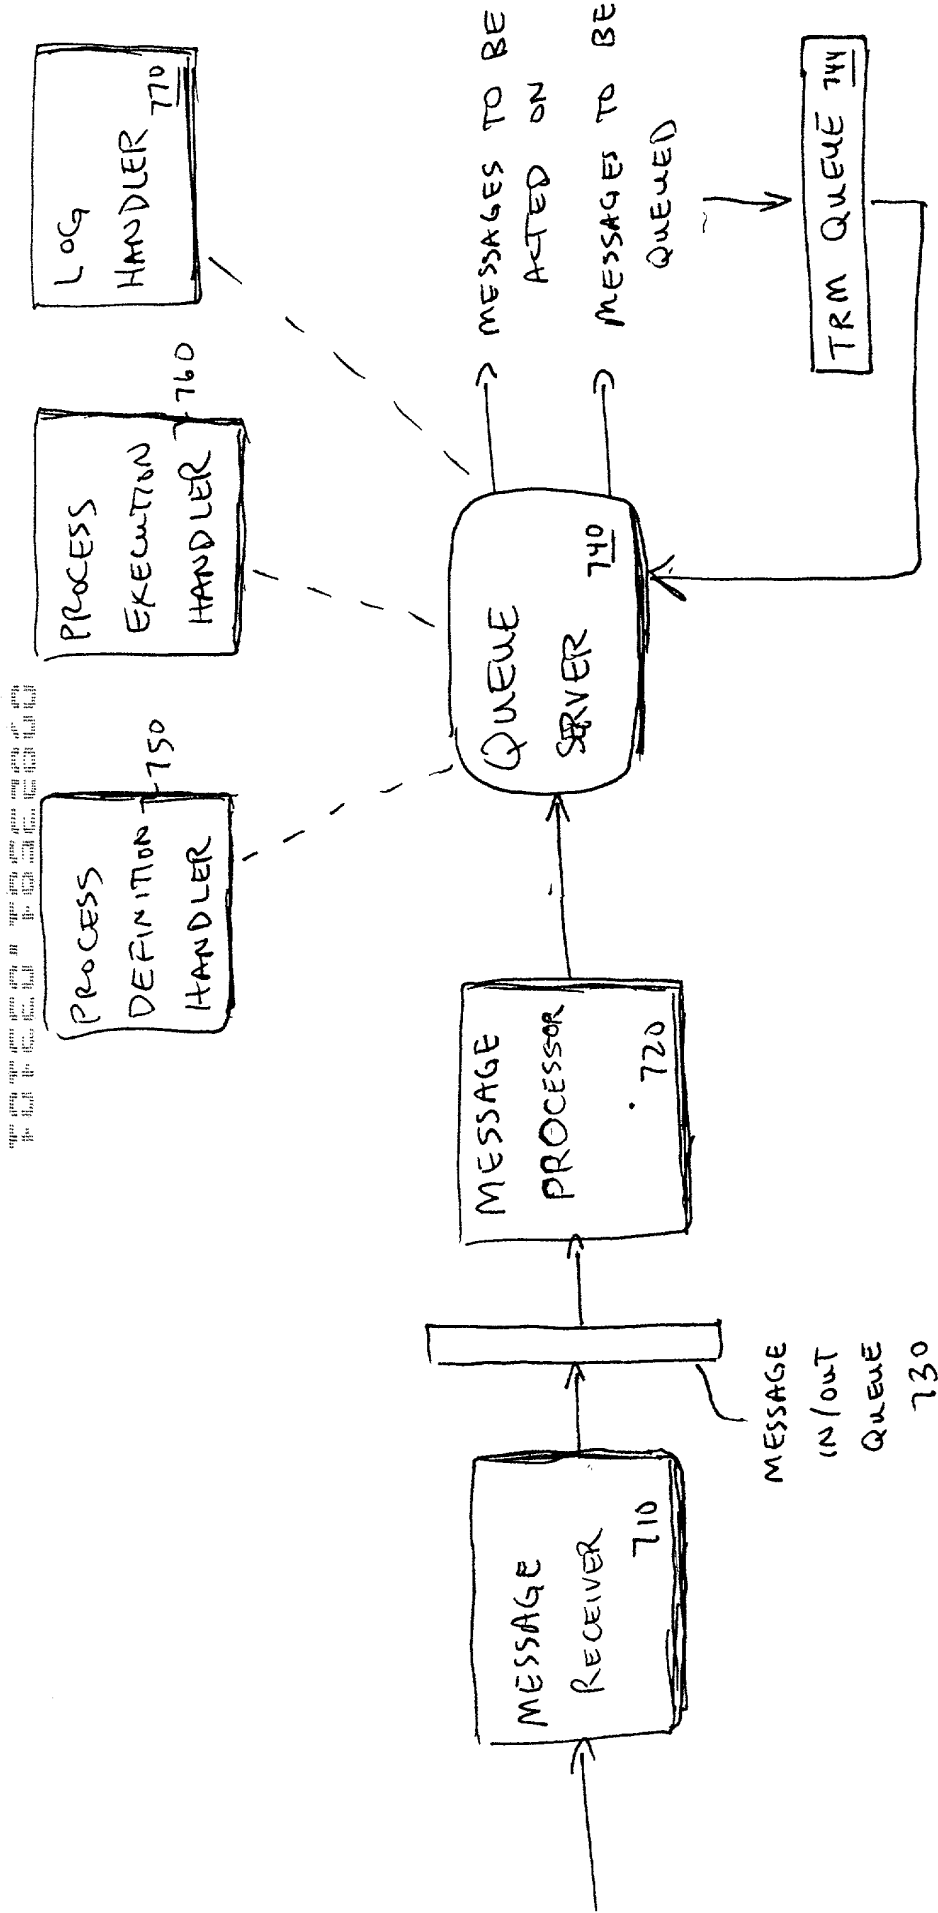 PROCESS
DEFINITION
HANDLER
750
PROCESS
EXECUTION
HANDLER
760
LOG
HANDLER
770
MESSAGE
RECEIVER
710
MESSAGE
IN/OUT
QUEUE
730
MESSAGE
PROCESSOR
720
QUEUE
SERVER
740
MESSAGES TO BE
ACTED ON
MESSAGES TO BE
QUEUED
TRM QUEUE 744